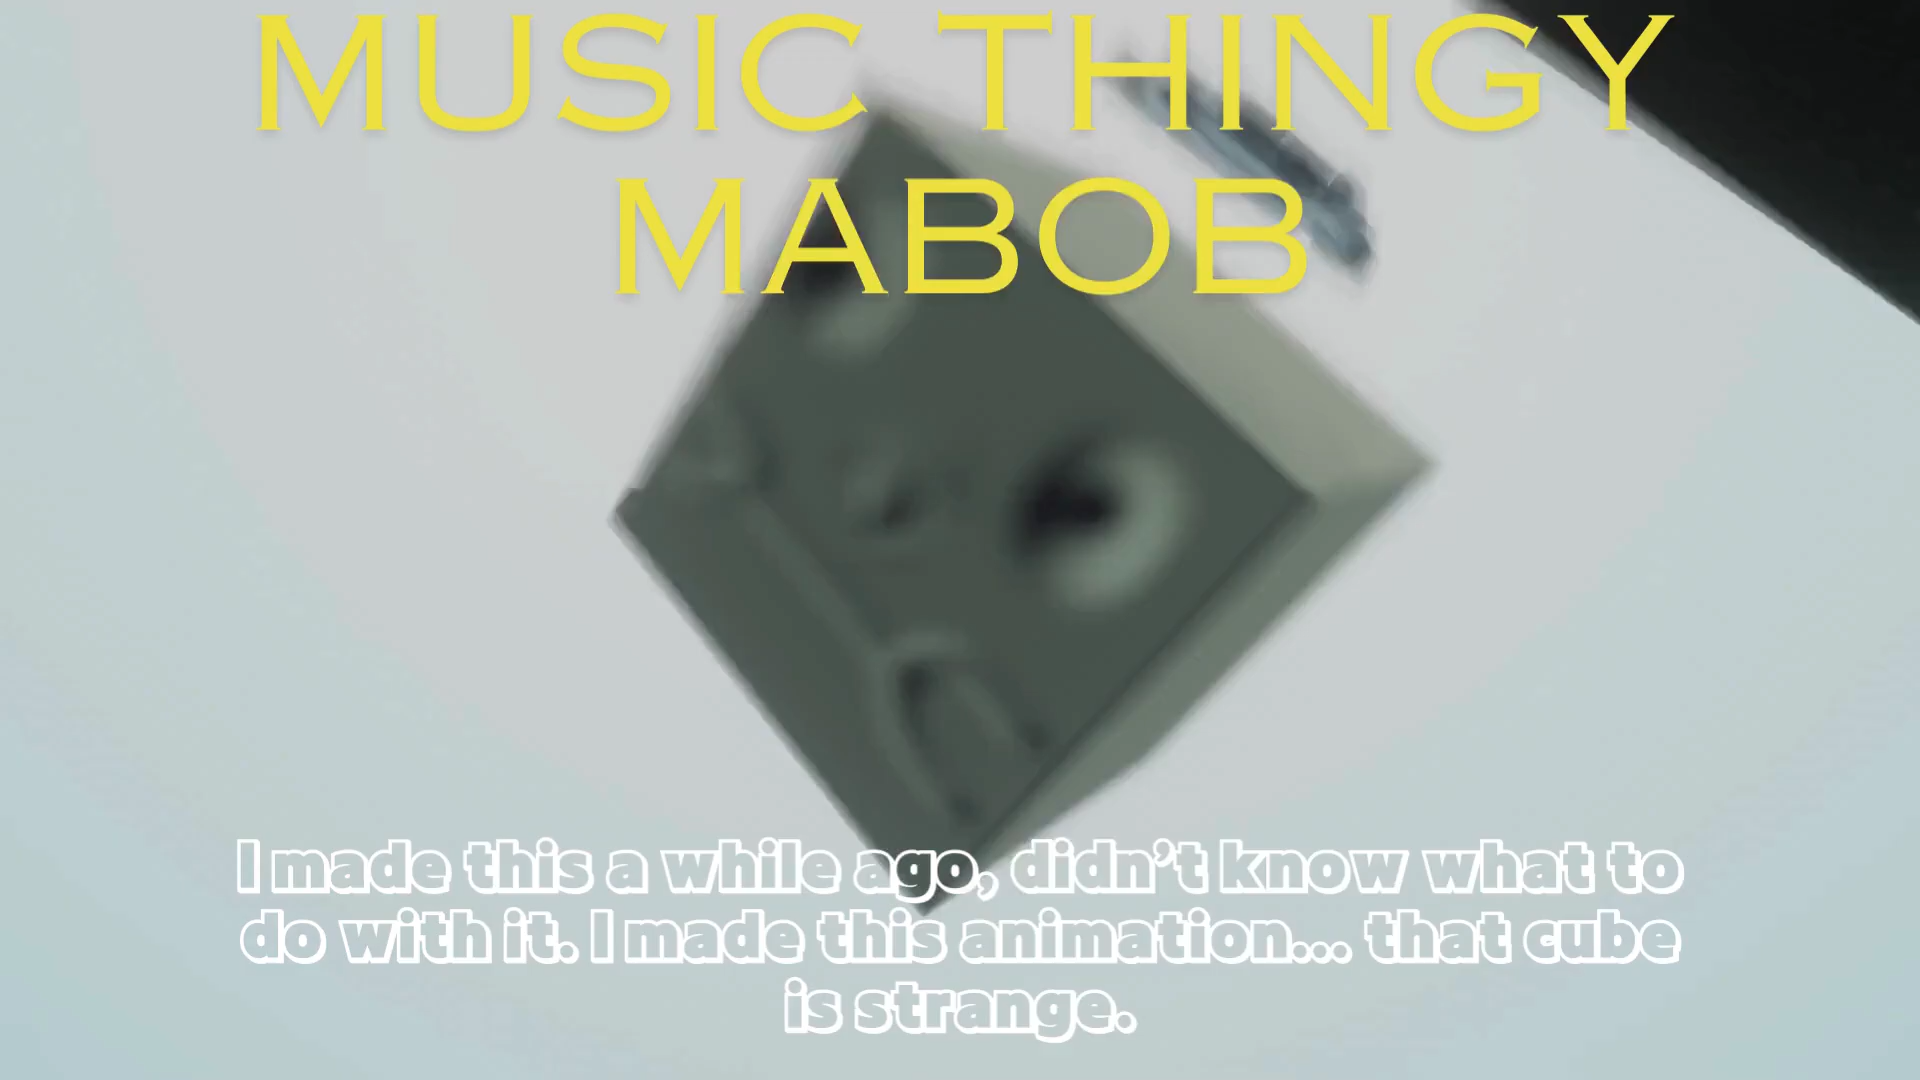 MUSIC THINGY
MABOB
I made this a while ago, didn’t know what to
do with it. I made this animation... that cube
is strange.